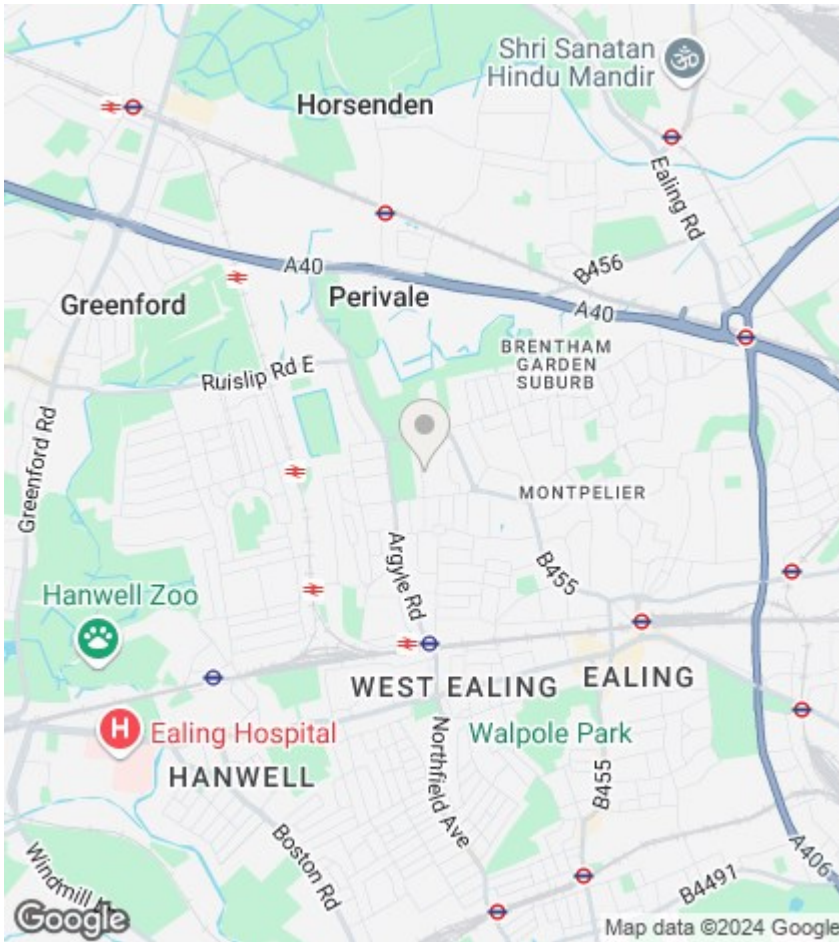 Shri Sanatan
Hindu Mandir
Horsenden
Ealing Rd
B456
A40
Greenford
Perivale
A40
BRENTHAM
GARDEN
SUBURB
Ruislip Rd E
Greenford Rd
MONTPELIER
Argyle Rd
B455
Hanwell Zoo
WEST EALING
EALING
H
Ealing Hospital
Walpole Park
HANWELL
Northfield Ave
B455
Boston Rd
A406
B4491
Windmill
Google
Map data ©2024 Google